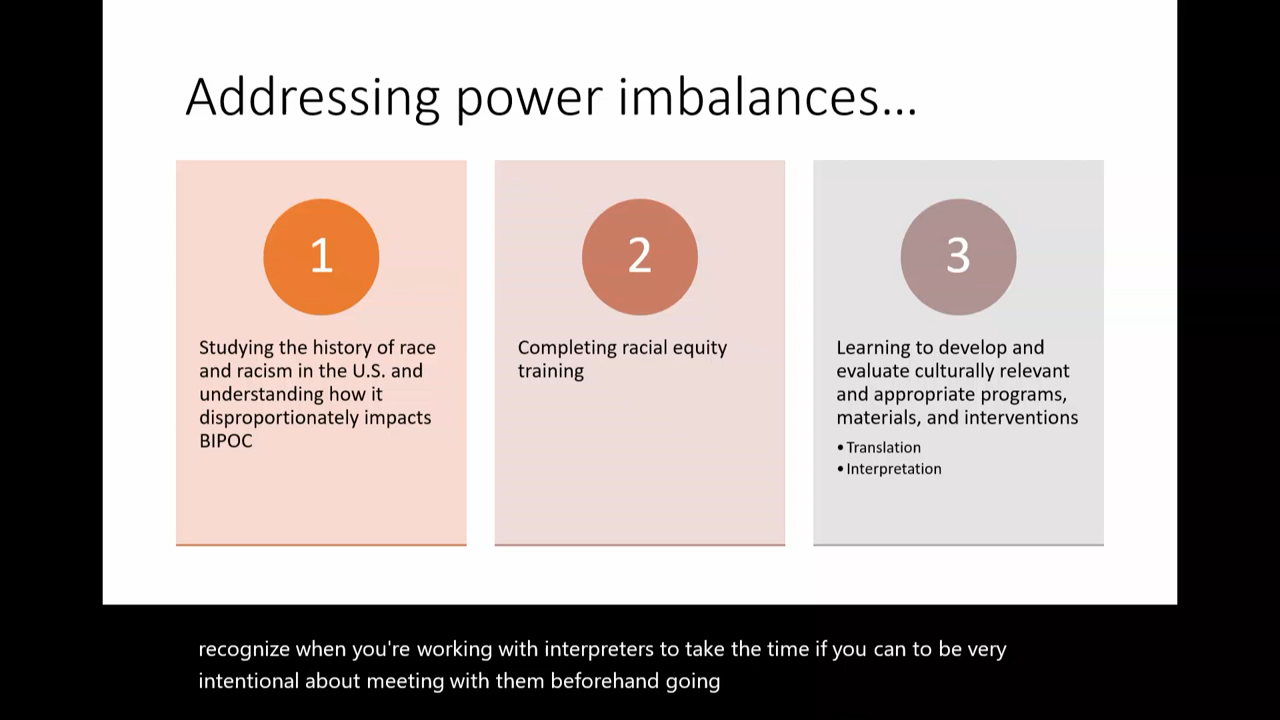 Addressing power imbalances...
1
Studying the history of race
and racism in the U.S. and
understanding how it
disproportionately impacts
BIPOC
2
Completing racial equity
training
3
Learning to develop and
evaluate culturally relevant
and appropriate programs,
materials, and interventions
•Translation
•Interpretation
recognize when you're working with interpreters to take the time if you can to be very
intentional about meeting with them beforehand going